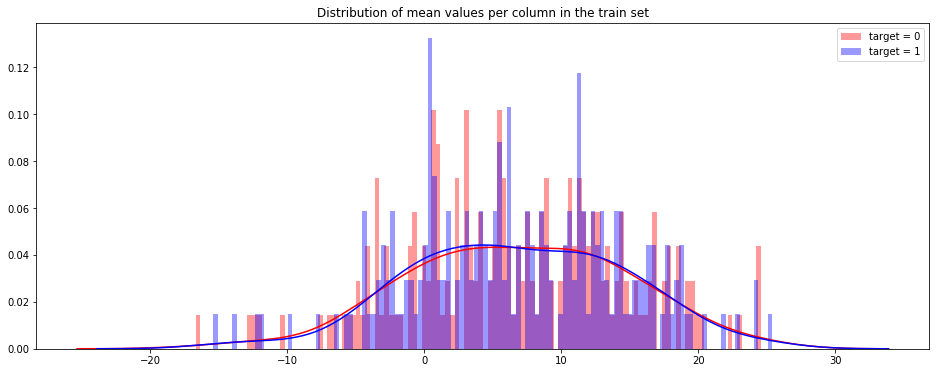 Distribution of mean values per column in the train set
target = 0
target = 1
0.12
0.10
0.08
0.06
0.04
0.02
0.00
−20 −10 0 10 20 30